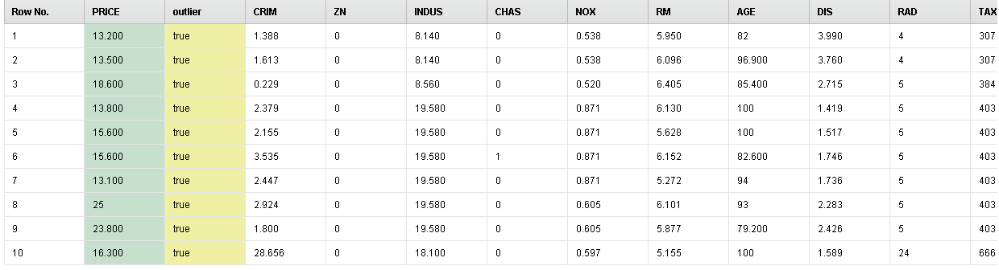 Row No. PRICE outlier CRIM ZN INDUS CHAS NOX RM AGE DIS RAD TAX
1 13.200 true 1.388 0 8.140 0 0.538 5.950 82 3.990 4 307
2 13.500 true 1.613 0 8.140 0 0.538 6.096 96.900 3.760 4 307
3 18.600 true 0.229 0 8.560 0 0.520 6.405 85.400 2.715 5 384
4 13.800 true 2.379 0 19.580 0 0.871 6.130 100 1.419 5 403
5 15.600 true 2.155 0 19.580 0 0.871 5.628 100 1.517 5 403
6 15.600 true 3.535 0 19.580 1 0.871 6.152 82.600 1.746 5 403
7 13.100 true 2.447 0 19.580 0 0.871 5.272 94 1.736 5 403
8 25 true 2.924 0 19.580 0 0.605 6.101 93 2.283 5 403
9 23.800 true 1.800 0 19.580 0 0.605 5.877 79.200 2.426 5 403
10 16.300 true 28.656 0 18.100 0 0.597 5.155 100 1.589 24 666